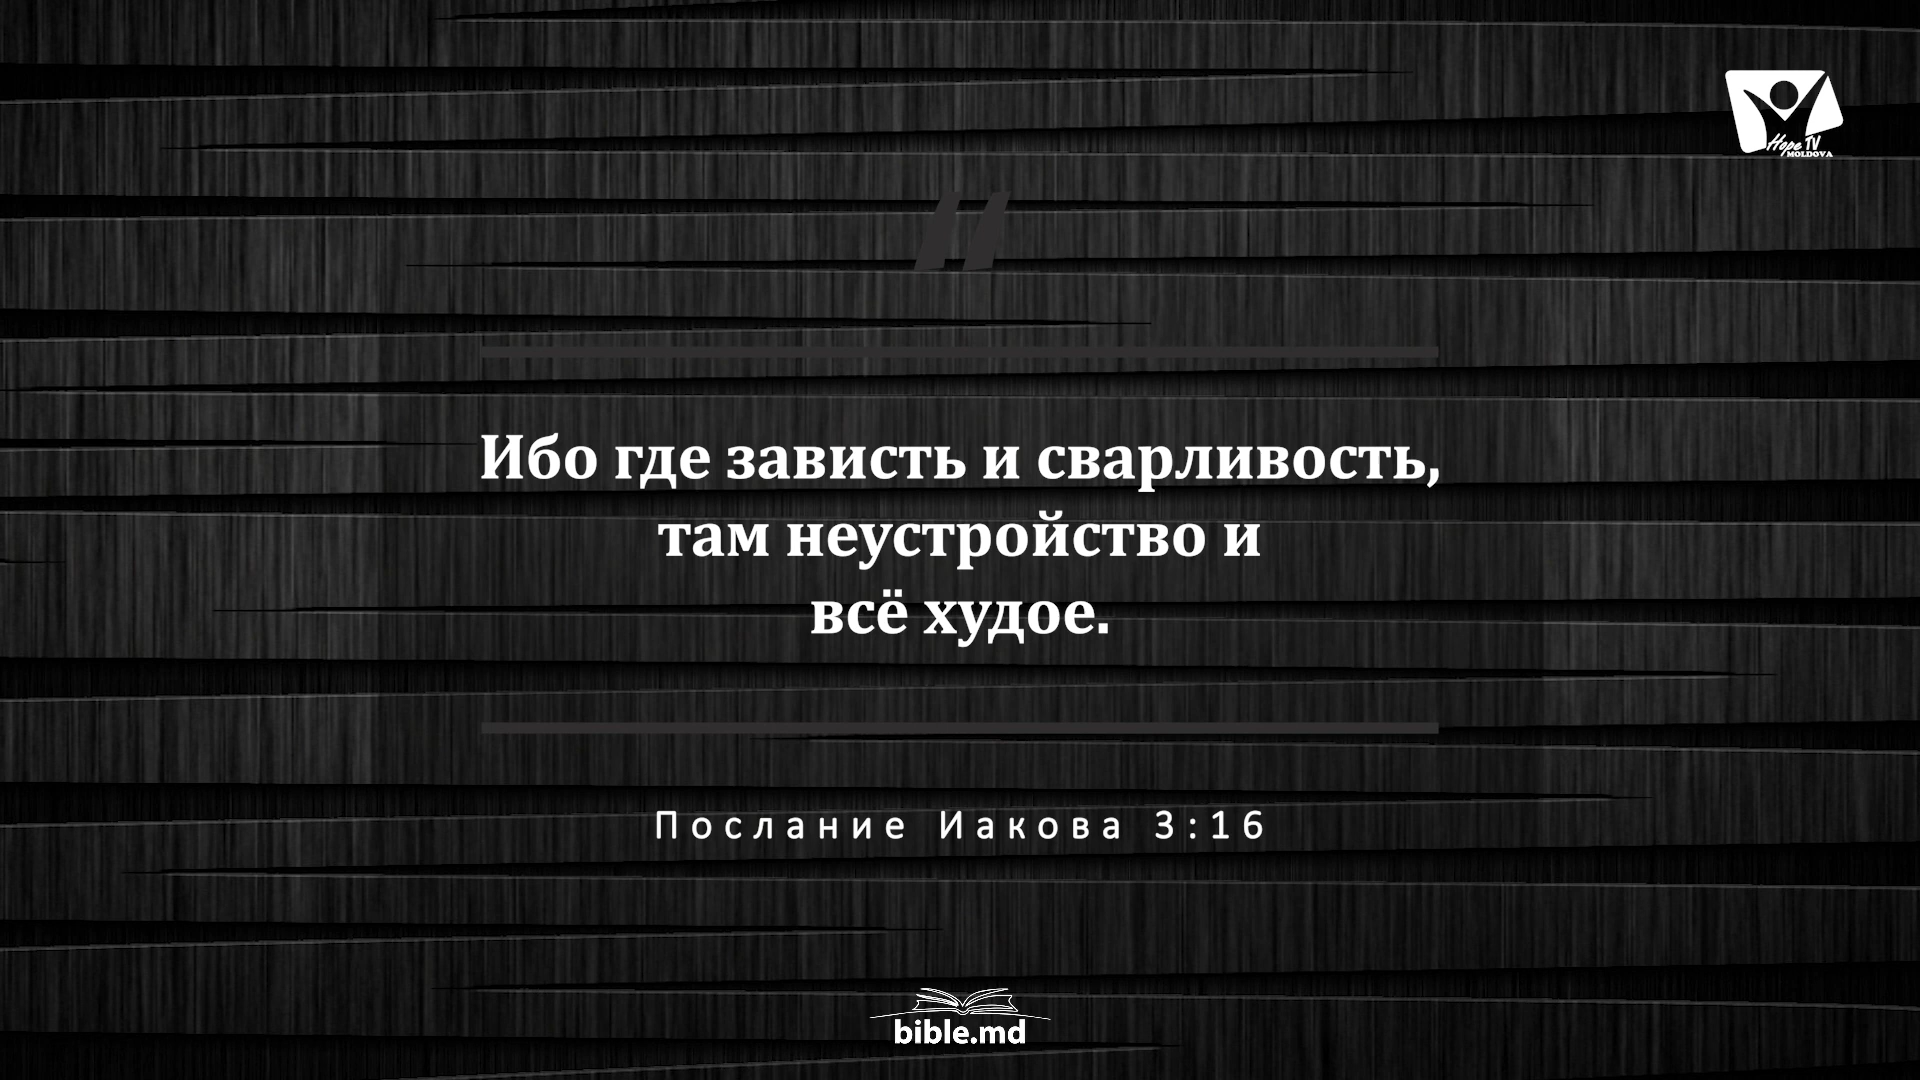 Hope TV
MOLDOVA
"
Ибо где зависть и сварливость,
там неустройство и
всё худое.
Послание Иакова 3:16
bible.md